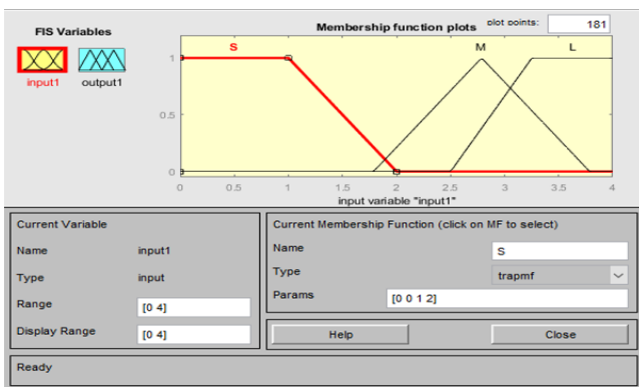 FIS Variables
Membership function plots
plot points:
181
input1
output1
S
M
L
1
0.5
0
0
0.5
1
1.5
2
2.5
3
3.5
4
input variable "input1"
Current Variable
Name
input1
Type
input
Range
[0 4]
Display Range
[0 4]
Current Membership Function (click on MF to select)
Name
S
Type
trapmf
Params
[0 0 1 2]
Help
Close
Ready